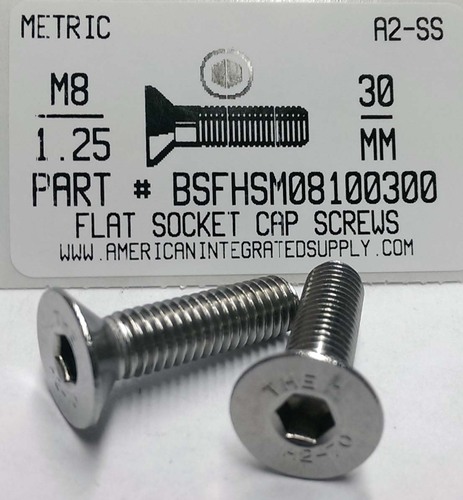 METRIC A2-SS
M8 30
1.25 MM
PART # BSFHSM08100300
FLAT SOCKET CAP SCREWS
WWW.AMERICANINTEGRATEDSUPPLY.COM
THE
A2-70